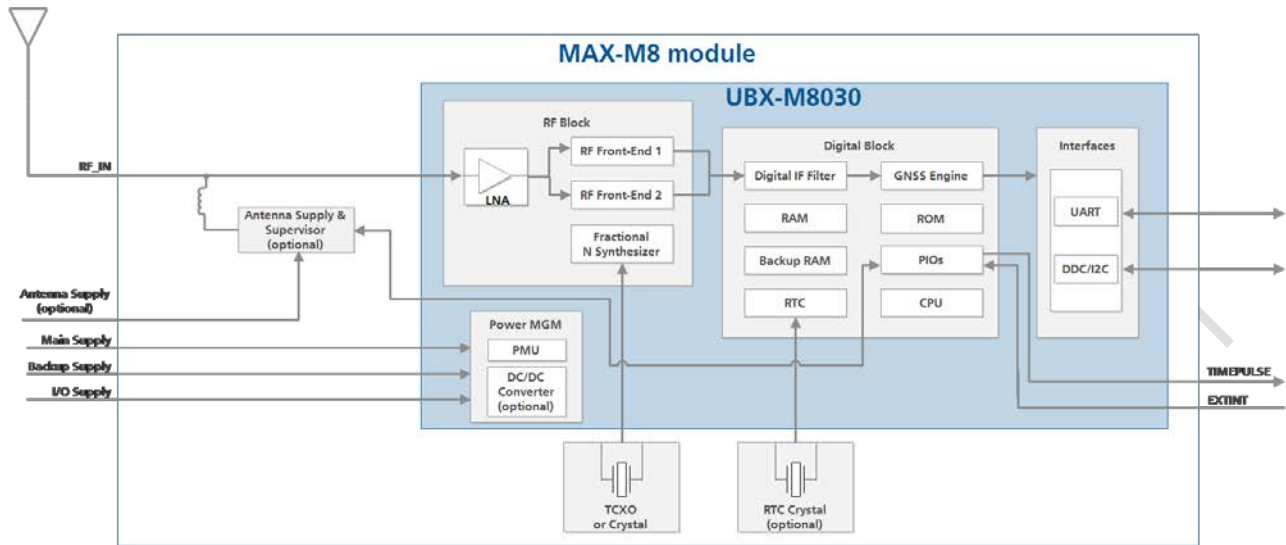 MAX-M8 module
UBX-M8030
RF Block
RF_IN
LNA
RF Front-End 1
RF Front-End 2
Fractional
N Synthesizer
Antenna Supply &
Supervisor
(optional)
Digital Block
Digital IF Filter
GNSS Engine
RAM
ROM
Backup RAM
PIOs
RTC
CPU
Interfaces
UART
DDC/I2C
Antenna Supply
(optional)
Main Supply
Backup Supply
I/O Supply
Power MGM
PMU
DC/DC
Converter
(optional)
TIMEPULSE
EXTINT
TCXO
or Crystal
RTC Crystal
(optional)